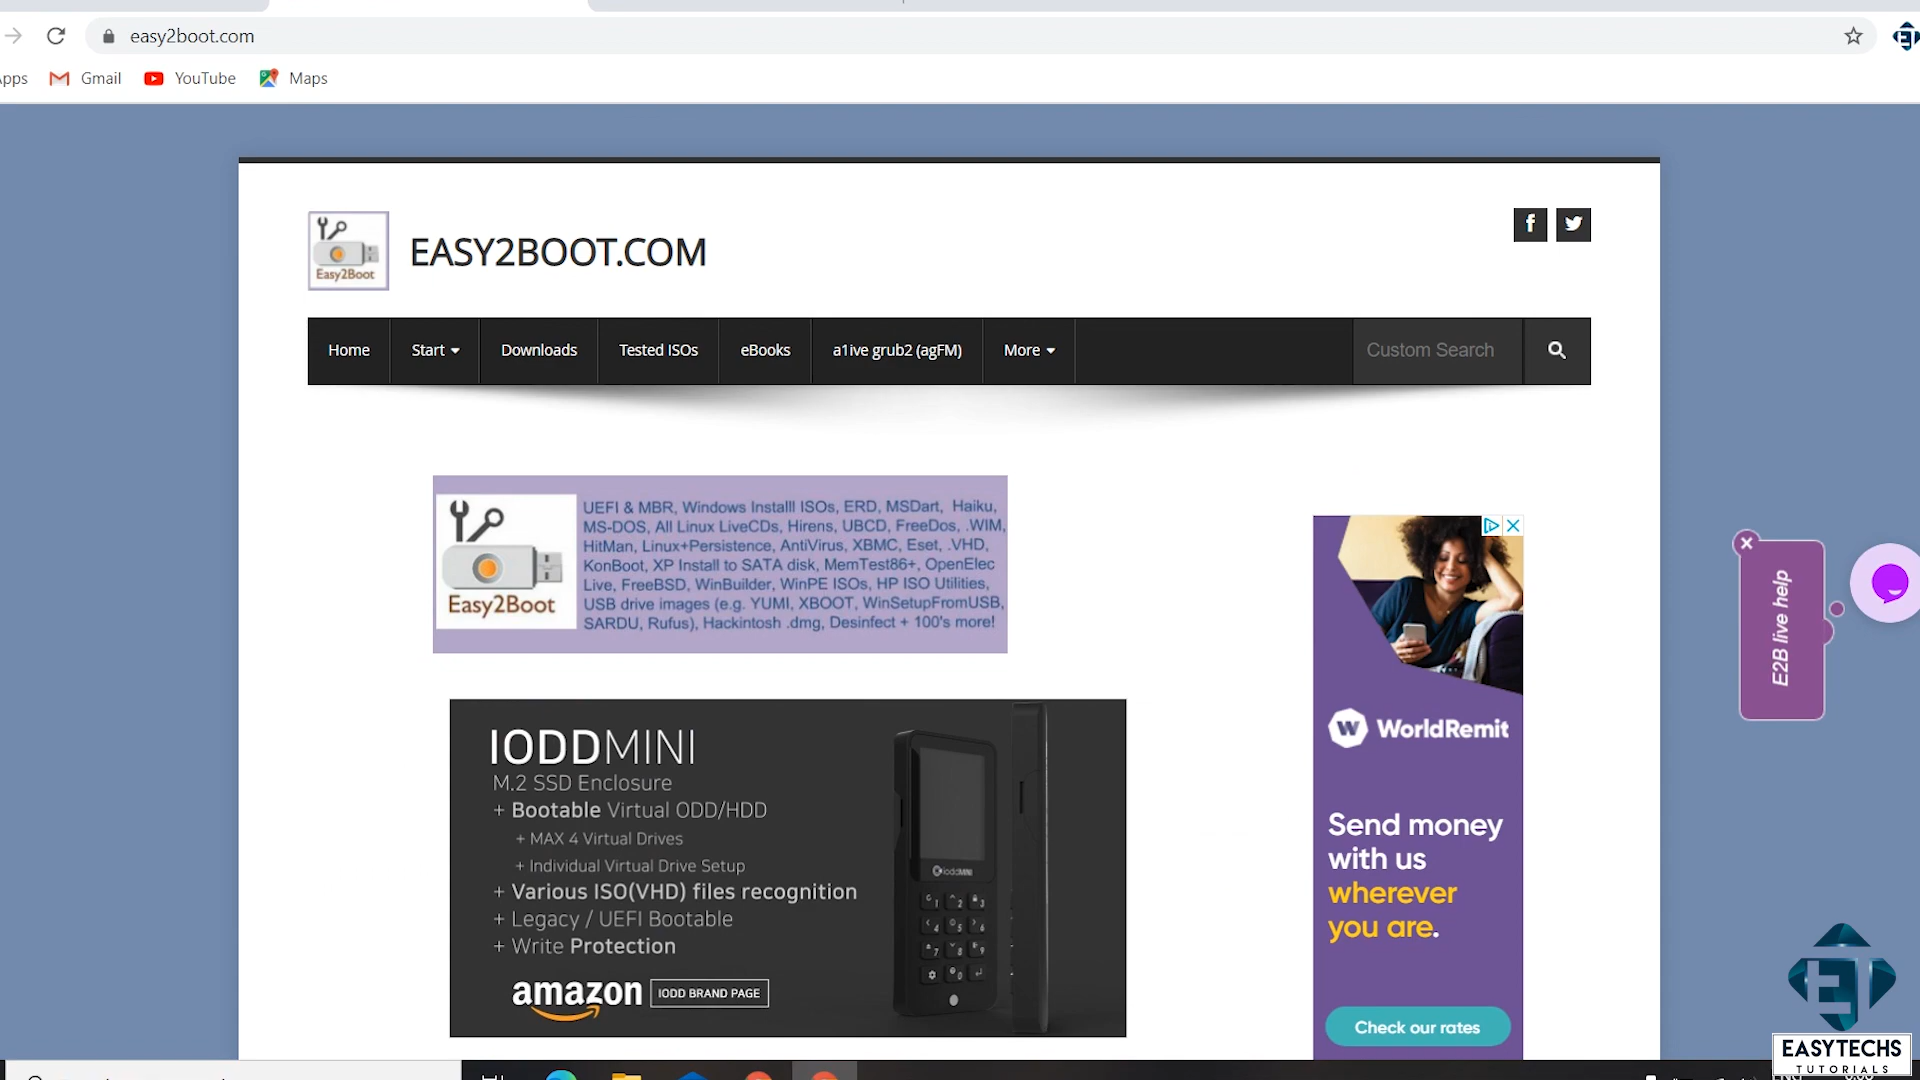 easy2boot.com
Gmail
YouTube
Maps
Easy2Boot
EASY2BOOT.COM
Home
Start
Downloads
Tested ISOs
eBooks
a1ive grub2 (agFM)
More
Custom Search
Easy2Boot
UEFI & MBR, Windows Installl ISOs, ERD, MSDart, Haiku,
MS-DOS, All Linux LiveCDs, Hirens, UBCD, FreeDos, .WIM,
HitMan, Linux+Persistence, AntiVirus, XBMC, Eset, .VHD,
KonBoot, XP Install to SATA disk, MemTest86+, OpenElec
Live, FreeBSD, WinBuilder, WinPE ISOs, HP ISO Utilities,
USB drive images (e.g. YUMI, XBOOT, WinSetupFromUSB,
SARDU, Rufus), Hackintosh .dmg, Desinfect + 100's more!
IODDMINI
M.2 SSD Enclosure
+ Bootable Virtual ODD/HDD
+ MAX 4 Virtual Drives
+ Individual Virtual Drive Setup
+ Various ISO(VHD) files recognition
+ Legacy / UEFI Bootable
+ Write Protection
amazon
IODD BRAND PAGE
ioddMINI
WorldRemit
Send money
with us
wherever
you are.
Check our rates
E2B live help
EASYTECHS
TUTORIALS